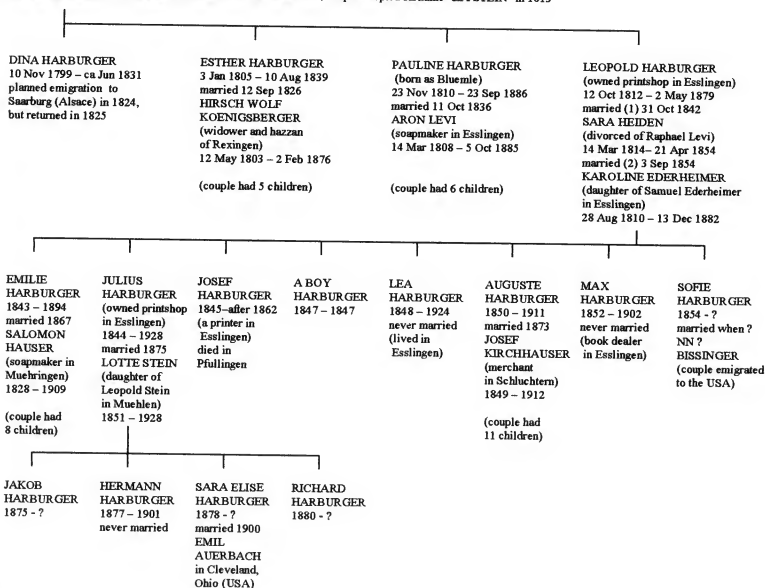 in 1813
DINA HARBURGER
10 Nov 1799 – ca Jun 1831
planned emigration to
Saarburg (Alsace) in 1824,
but returned in 1825
ESTHER HARBURGER
3 Jan 1805 – 10 Aug 1839
married 12 Sep 1826
HIRSCH WOLF
KOENIGSBERGER
(widower and hazzan
of Rexingen)
12 May 1803 – 2 Feb 1876
(couple had 5 children)
PAULINE HARBURGER
(born as Bluemle)
23 Nov 1810 – 23 Sep 1886
married 11 Oct 1836
ARON LEVI
(soapmaker in Esslingen)
14 Mar 1808 – 5 Oct 1885
(couple had 6 children)
LEOPOLD HARBURGER
(owned printshop in Esslingen)
12 Oct 1812 – 2 May 1879
married (1) 31 Oct 1842
SARA HEIDEN
(divorced of Raphael Levi)
14 Mar 1814– 21 Apr 1854
married (2) 3 Sep 1854
KAROLINE EDERHEIMER
(daughter of Samuel Ederheimer
in Esslingen)
28 Aug 1810 – 13 Dec 1882
EMILIE
HARBURGER
1843 – 1894
married 1867
SALOMON
HAUSER
(soapmaker in
Muehringen)
1828 – 1909
(couple had
8 children)
JULIUS
HARBURGER
(owned printshop
in Esslingen)
1844 – 1928
married 1875
LOTTE STEIN
(daughter of
Leopold Stein
in Muehlen)
1851 – 1928
JOSEF
HARBURGER
1845–after 1862
(a printer in
Esslingen)
died in
Pfullingen
A BOY
HARBURGER
1847 – 1847
LEA
HARBURGER
1848 – 1924
never married
(lived in
Esslingen)
AUGUSTE
HARBURGER
1850 – 1911
married 1873
JOSEF
KIRCHHAUSER
(merchant
in Schluchtern)
1849 – 1912
(couple had
11 children)
MAX
HARBURGER
1852 – 1902
never married
(book dealer
in Esslingen)
SOFIE
HARBURGER
1854 - ?
married when ?
NN ?
BISSINGER
(couple emigrated
to the USA)
JAKOB
HARBURGER
1875 - ?
HERMANN
HARBURGER
1877 – 1901
never married
SARA ELISE
HARBURGER
1878 - ?
married 1900
EMIL
AUERBACH
in Cleveland,
Ohio (USA)
RICHARD
HARBURGER
1880 - ?